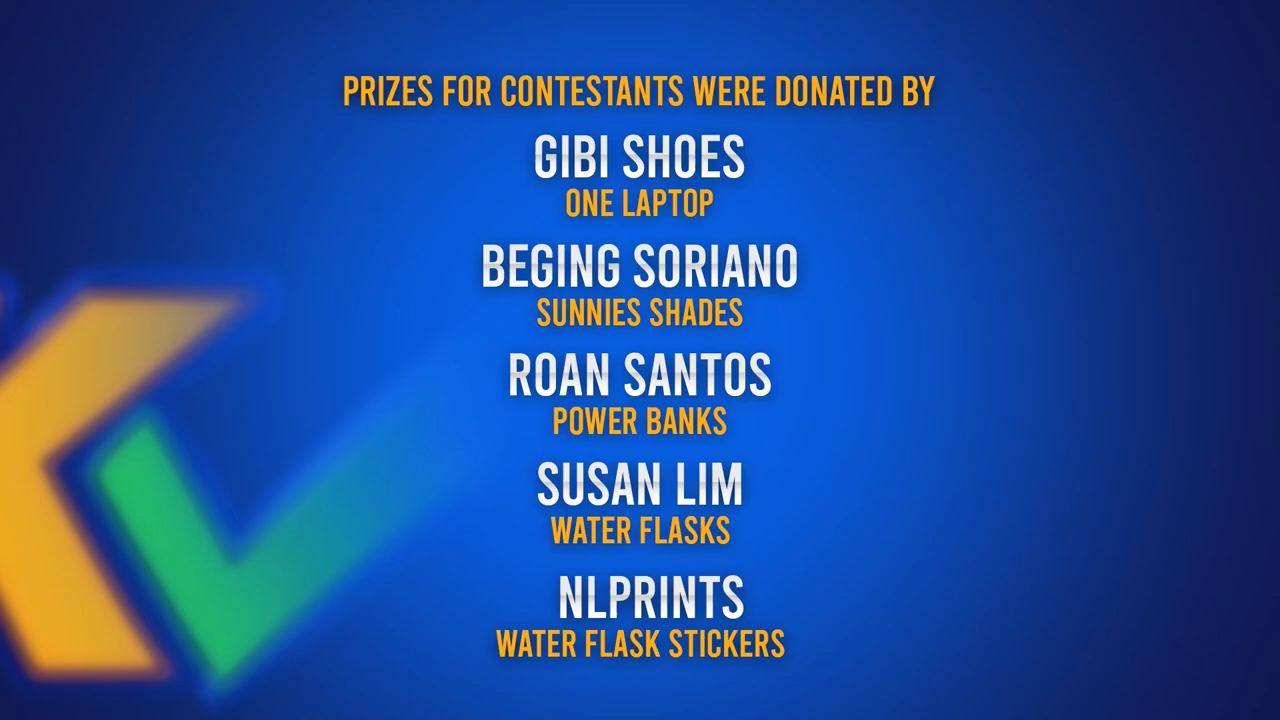 PRIZES FOR CONTESTANTS WERE DONATED BY
GIBI SHOES
ONE LAPTOP
BEGING SORIANO
SUNNIES SHADES
ROAN SANTOS
POWER BANKS
SUSAN LIM
WATER FLASKS
NLPRINTS
WATER FLASK STICKERS